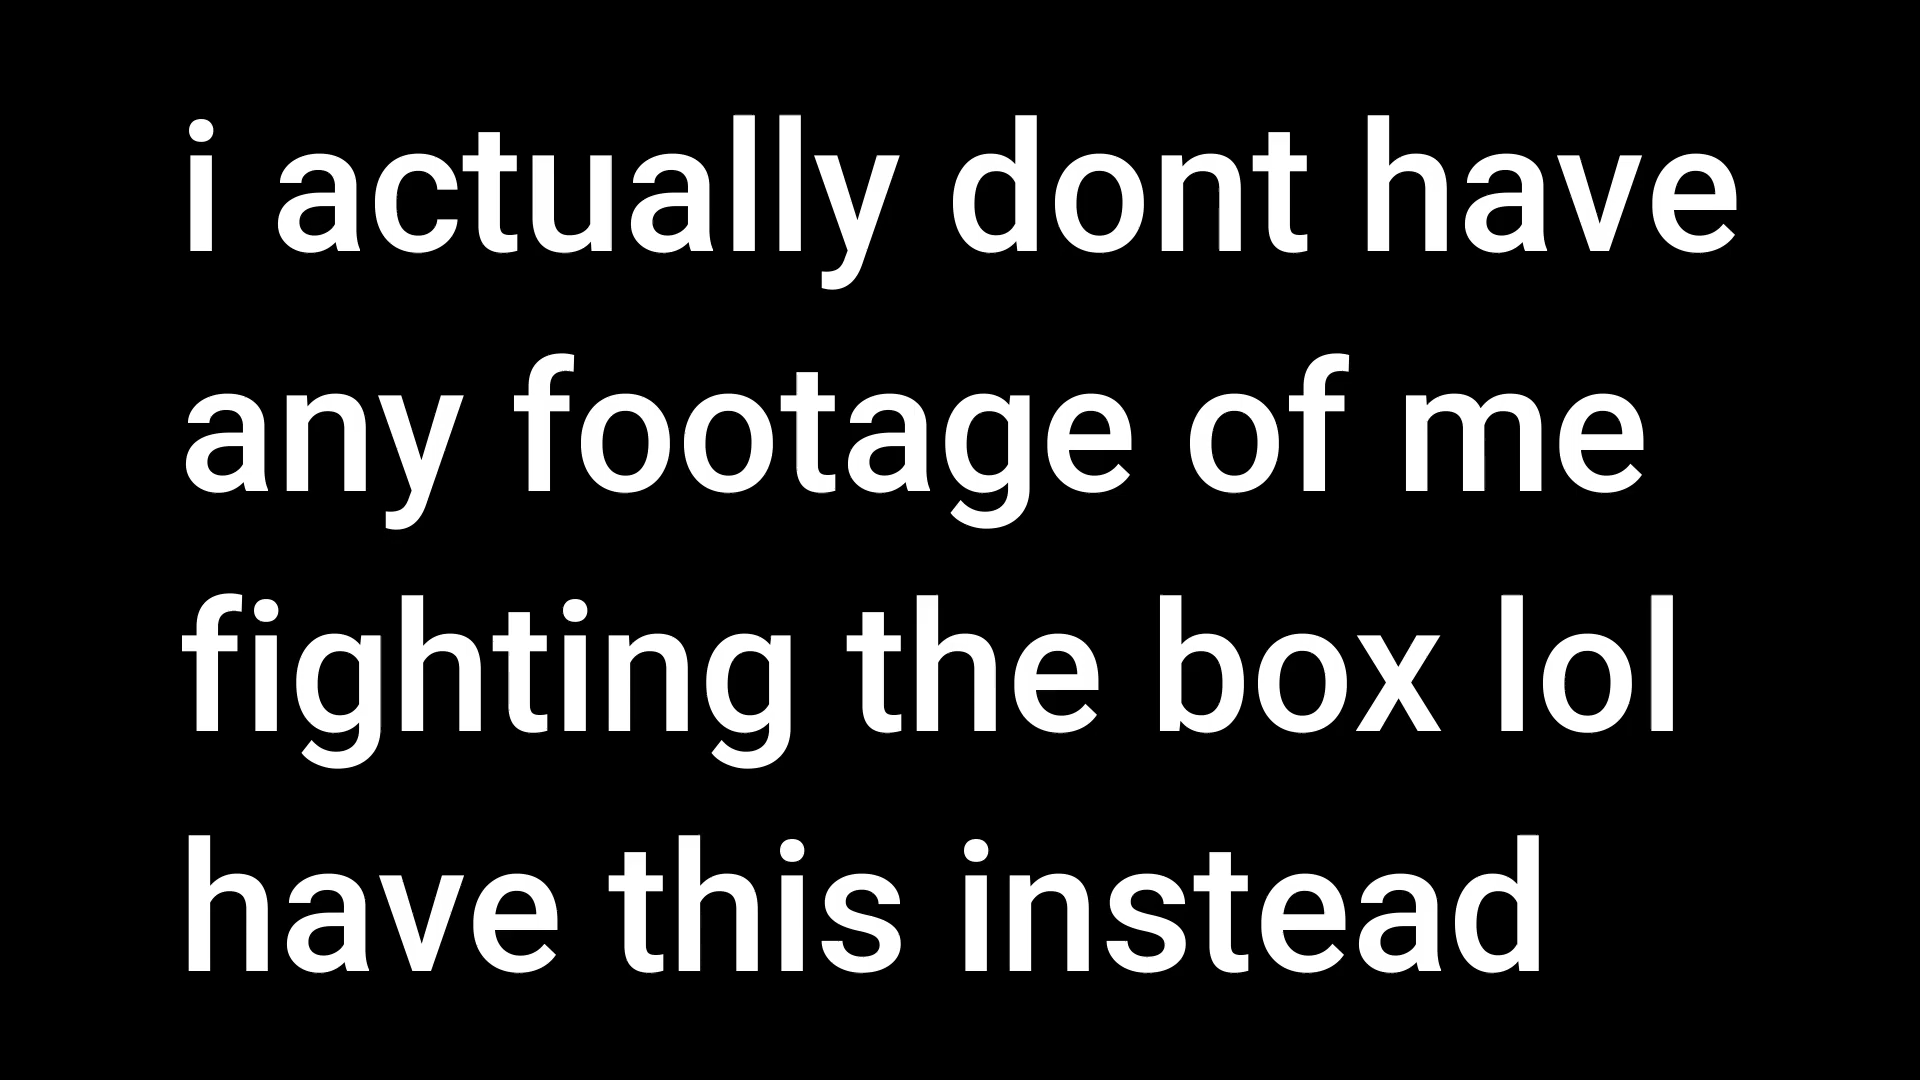 i actually dont have
any footage of me
fighting the box lol
have this instead